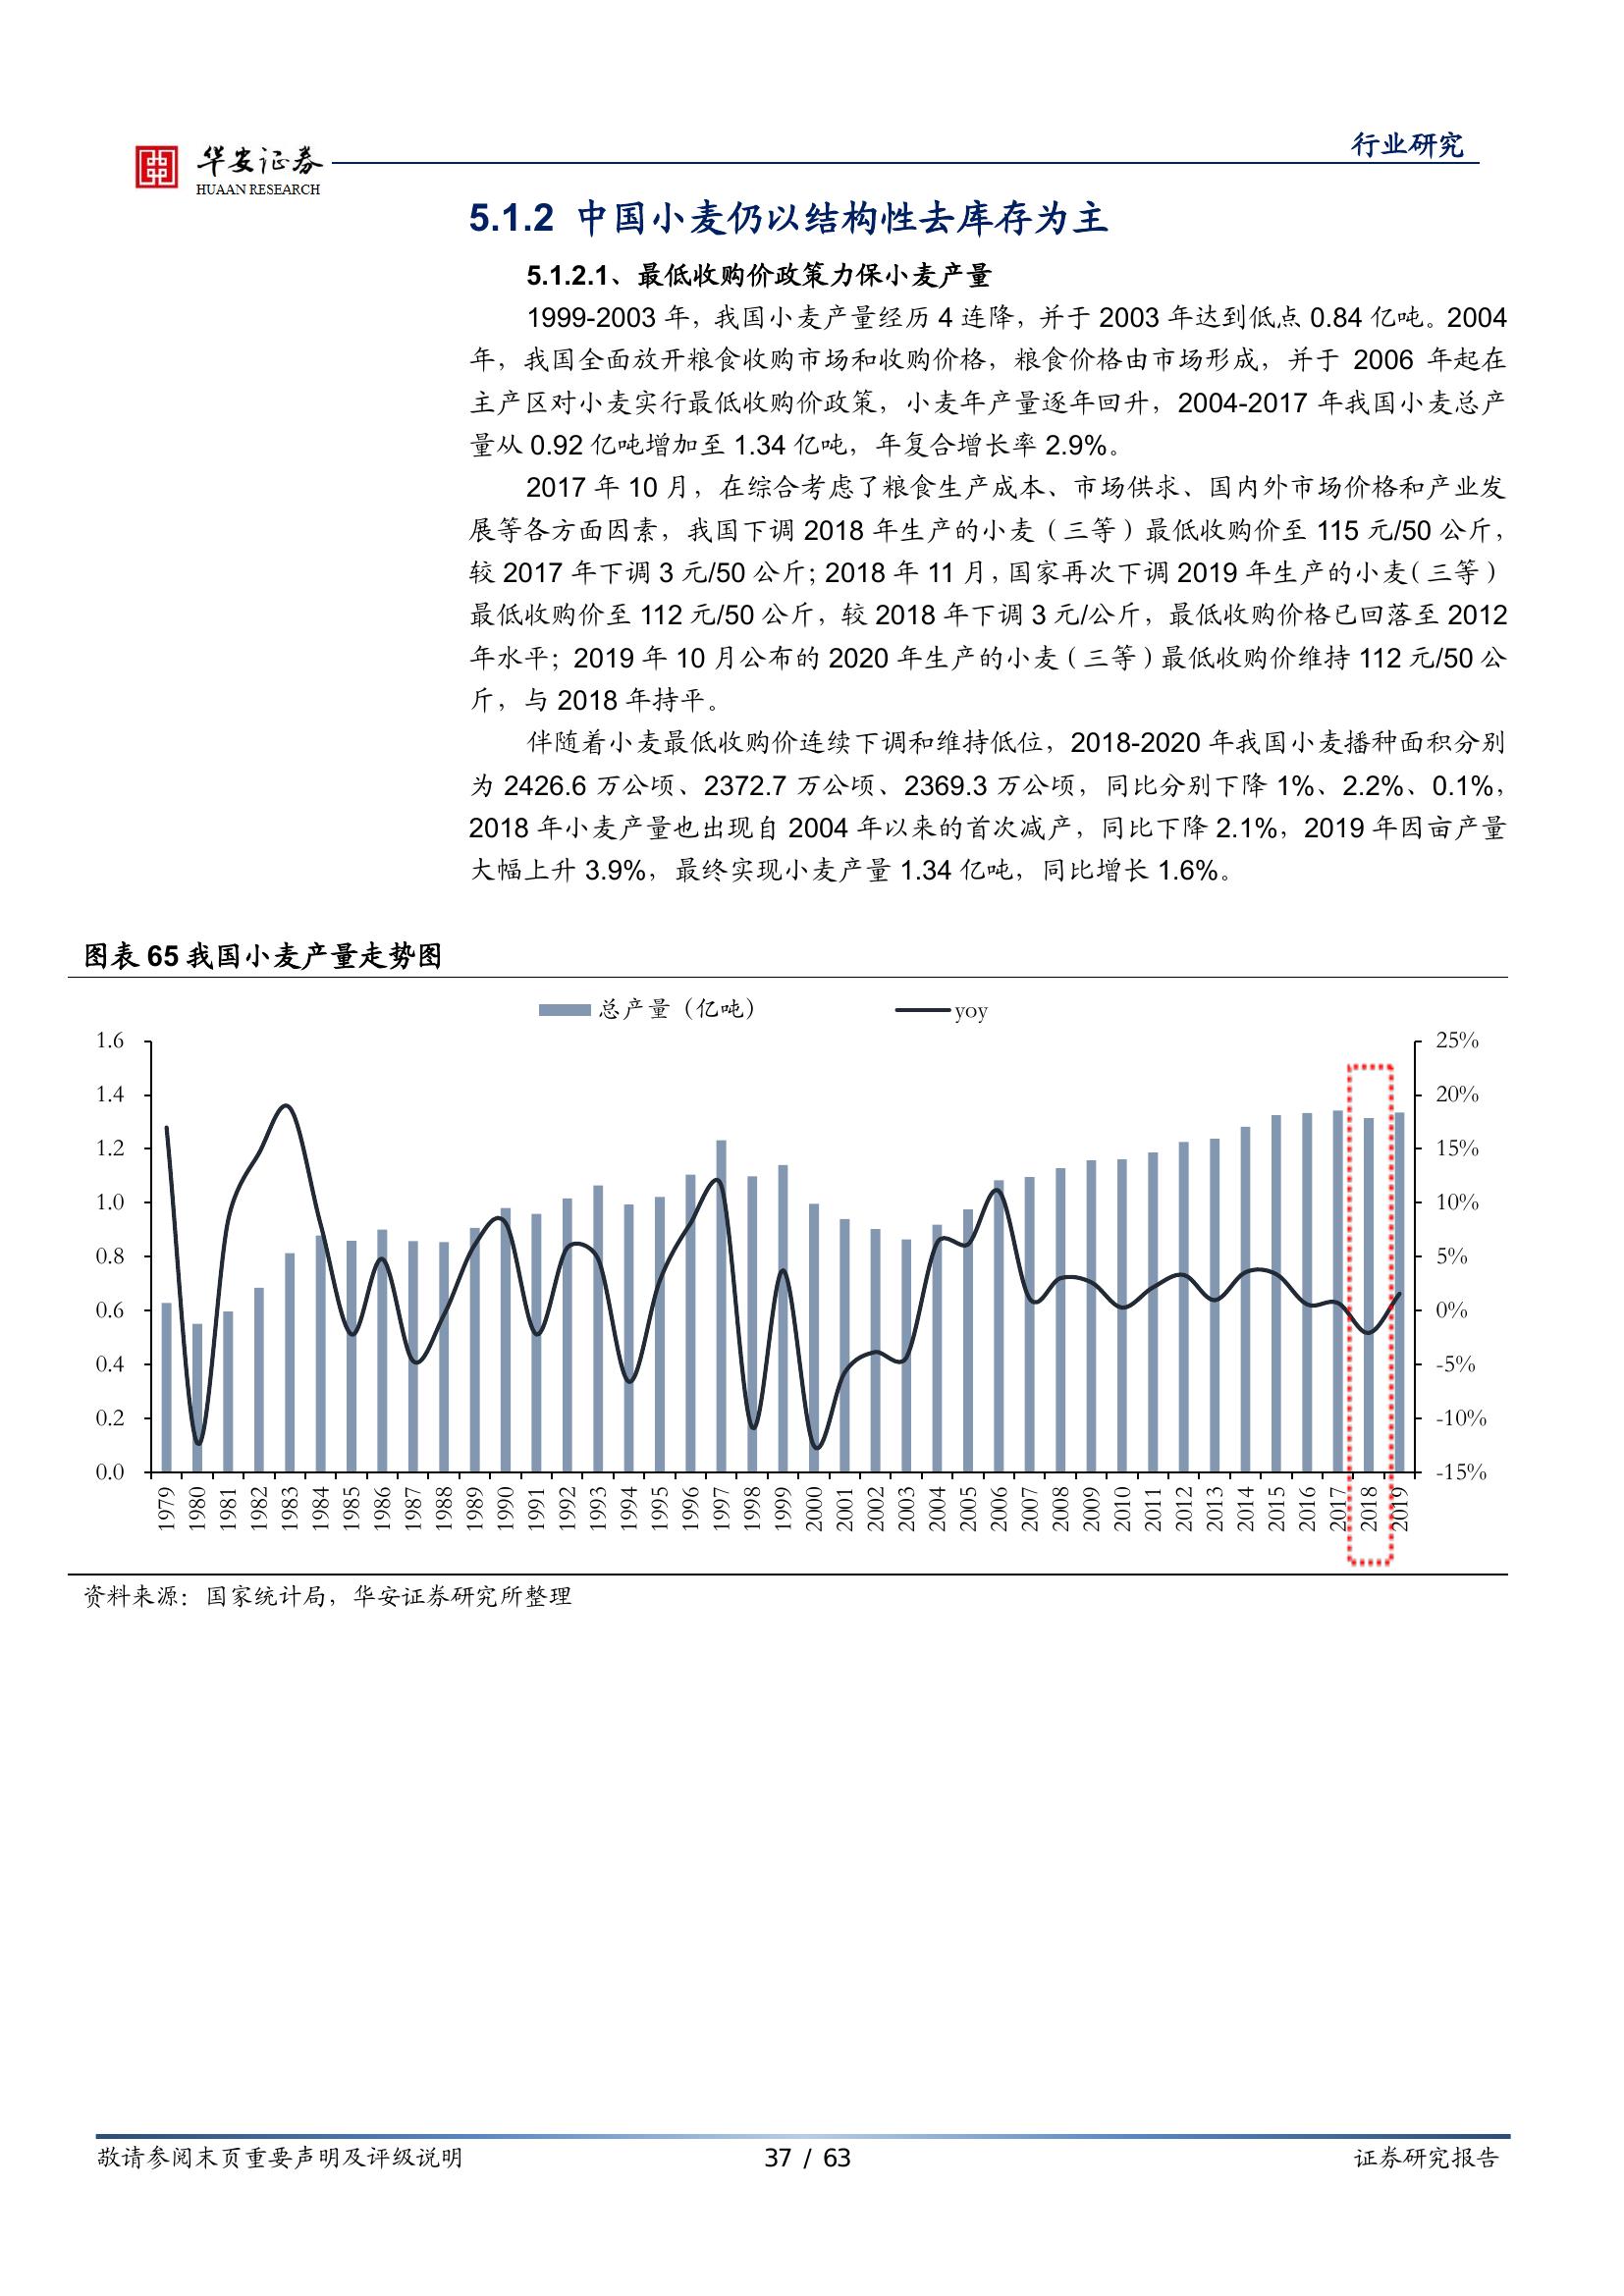 行业研究
华安证券
HUAAN RESEARCH
5.1.2 中国小麦仍以结构性去库存为主
5.1.2.1、最低收购价政策力保小麦产量
1999-2003 年，我国小麦产量经历 4 连降，并于 2003 年达到低点 0.84 亿吨。2004
年，我国全面放开粮食收购市场和收购价格，粮食价格由市场形成，并于 2006 年起在
主产区对小麦实行最低收购价政策，小麦年产量逐年回升，2004-2017 年我国小麦总产
量从 0.92 亿吨增加至 1.34 亿吨，年复合增长率 2.9%。
2017 年 10 月，在综合考虑了粮食生产成本、市场供求、国内外市场价格和产业发
展等各方面因素，我国下调 2018 年生产的小麦（三等）最低收购价至 115 元/50 公斤，
较 2017 年下调 3 元/50 公斤；2018 年 11 月，国家再次下调 2019 年生产的小麦（三等）
最低收购价至 112 元/50 公斤，较 2018 年下调 3 元/公斤，最低收购价格已回落至 2012
年水平；2019 年 10 月公布的 2020 年生产的小麦（三等）最低收购价维持 112 元/50 公
斤，与 2018 年持平。
伴随着小麦最低收购价连续下调和维持低位，2018-2020 年我国小麦播种面积分别
为 2426.6 万公顷、2372.7 万公顷、2369.3 万公顷，同比分别下降 1%、2.2%、0.1%，
2018 年小麦产量也出现自 2004 年以来的首次减产，同比下降 2.1%，2019 年因亩产量
大幅上升 3.9%，最终实现小麦产量 1.34 亿吨，同比增长 1.6%。
图表 65 我国小麦产量走势图
总产量（亿吨） yoy
1.6 25%
1.4 20%
1.2 15%
1.0 10%
0.8 5%
0.6 0%
0.4 -5%
0.2 -10%
0.0 -15%
1979 1980 1981 1982 1983 1984 1985 1986 1987 1988 1989 1990 1991 1992 1993 1994 1995 1996 1997 1998 1999 2000 2001 2002 2003 2004 2005 2006 2007 2008 2009 2010 2011 2012 2013 2014 2015 2016 2017 2018 2019
资料来源：国家统计局，华安证券研究所整理
敬请参阅末页重要声明及评级说明 37 / 63 证券研究报告